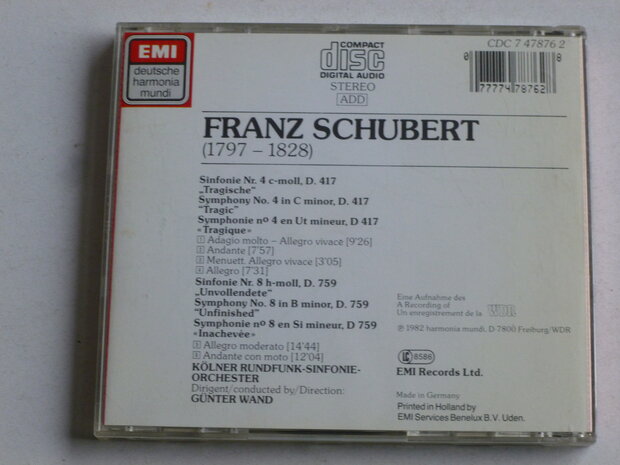 EMI
deutsche
harmonia
mundi
COMPACT
disc
DIGITAL AUDIO
STEREO
ADD
CDC 7 47876 2
0 77774 78762 8
FRANZ SCHUBERT
(1797 – 1828)
Sinfonie Nr. 4 c-moll, D. 417
„Tragische“
Symphony No. 4 in C minor, D. 417
“Tragic”
Symphonie nº 4 en Ut mineur, D 417
«Tragique»
1 Adagio molto – Allegro vivace [9'26]
2 Andante [7'57]
3 Menuett. Allegro vivace [3'05]
4 Allegro [7'31]
Sinfonie Nr. 8 h-moll, D. 759
„Unvollendete“
Symphony No. 8 in B minor, D. 759
“Unfinished”
Symphonie nº 8 en Si mineur, D 759
«Inachevée»
5 Allegro moderato [14'44]
6 Andante con moto [12'04]
KÖLNER RUNDFUNK-SINFONIE-
ORCHESTER
Dirigent/conducted by/Direction:
GÜNTER WAND
Eine Aufnahme des
A Recording of
Un enregistrement de la
WDR
℗ 1982 harmonia mundi, D-7800 Freiburg/WDR
LC 8586
EMI Records Ltd.
Made in Germany
Printed in Holland by
EMI Services Benelux B.V. Uden.